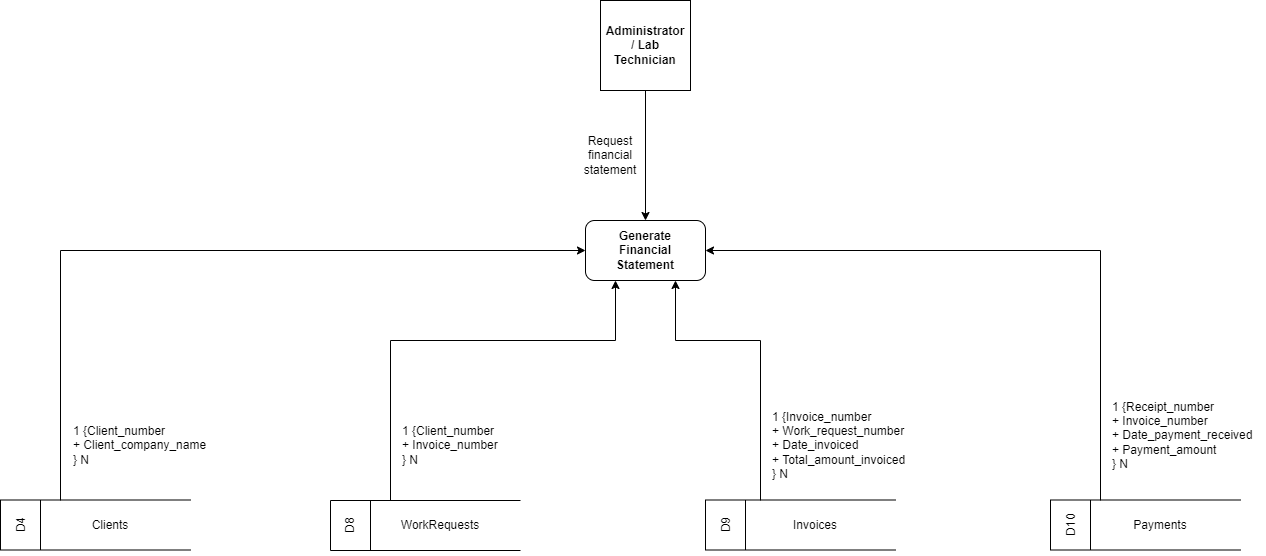 Administrator
/ Lab
Technician
Request
financial
statement
Generate
Financial
Statement
1 {Client_number
+ Client_company_name
} N
1 {Client_number
+ Invoice_number
} N
1 {Invoice_number
+ Work_request_number
+ Date_invoiced
+ Total_amount_invoiced
} N
1 {Receipt_number
+ Invoice_number
+ Date_payment_received
+ Payment_amount
} N
D4
Clients
D8
WorkRequests
D9
Invoices
D10
Payments